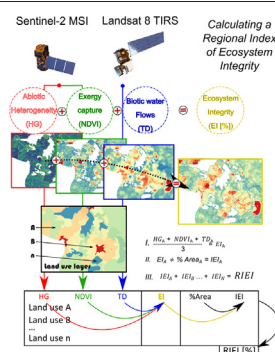 Sentinel-2 MSI
Landsat 8 TIRS
Calculating a
Regional Index
of Ecosystem
Integrity
Abiotic
Heterogeneity
(HG)
+
Exergy
capture
(NDVI)
+
Biotic water
Flows
(TD)
=
Ecosystem
Integrity
(EI [%])
A
B
n
Land use layer
I. HG_A + NDVI_A + TD_A / 3 = EI_A
II. EI_A ≠ % Area_A = IEI_A
III. IEI_A + IEI_B ... + IEI_n = RIEI
HG NDVI TD EI %Area IEI
Land use A
Land use B
...
Land use n
RIEI [%]